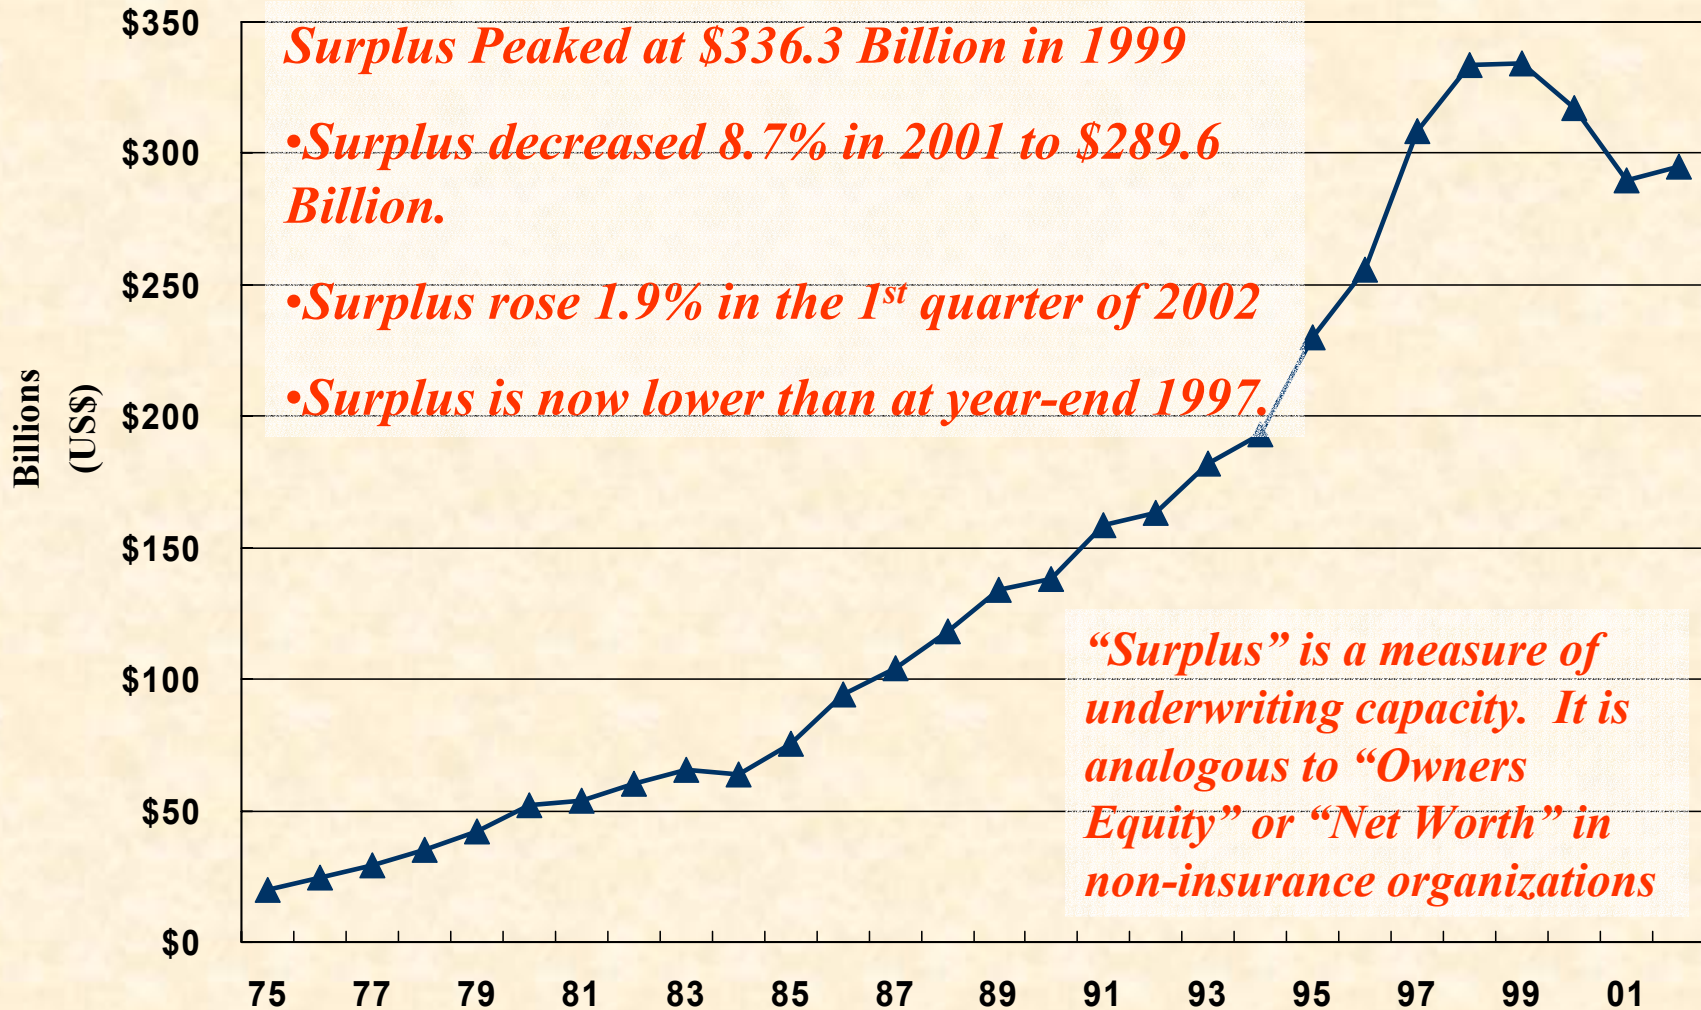 $350
$300
$250
$200
$150
$100
$50
$0
Billions
(US$)
Surplus Peaked at $336.3 Billion in 1999
•Surplus decreased 8.7% in 2001 to $289.6
Billion.
•Surplus rose 1.9% in the 1st quarter of 2002
•Surplus is now lower than at year-end 1997.
“Surplus” is a measure of
underwriting capacity. It is
analogous to “Owners
Equity” or “Net Worth” in
non-insurance organizations
75 77 79 81 83 85 87 89 91 93 95 97 99 01